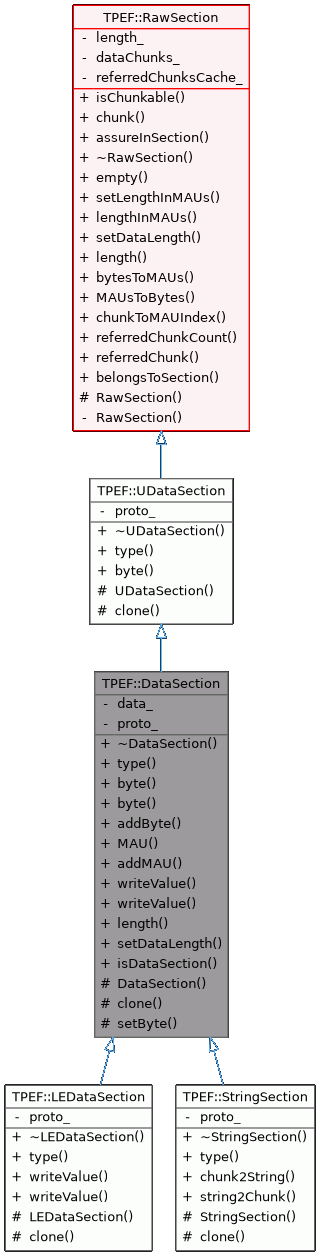 TPEF::RawSection
- length_
- dataChunks_
- referredChunksCache_
+ isChunkable()
+ chunk()
+ assureInSection()
+ ~RawSection()
+ empty()
+ setLengthInMAUs()
+ lengthInMAUs()
+ setDataLength()
+ length()
+ bytesToMAUs()
+ MAUsToBytes()
+ chunkToMAUIndex()
+ referredChunkCount()
+ referredChunk()
+ belongsToSection()
# RawSection()
- RawSection()
TPEF::UDataSection
- proto_
+ ~UDataSection()
+ type()
+ byte()
# UDataSection()
# clone()
TPEF::DataSection
- data_
- proto_
+ ~DataSection()
+ type()
+ byte()
+ byte()
+ addByte()
+ MAU()
+ addMAU()
+ writeValue()
+ writeValue()
+ length()
+ setDataLength()
+ isDataSection()
# DataSection()
# clone()
# setByte()
TPEF::LEDataSection
- proto_
+ ~LEDataSection()
+ type()
+ writeValue()
+ writeValue()
# LEDataSection()
# clone()
TPEF::StringSection
- proto_
+ ~StringSection()
+ type()
+ chunk2String()
+ string2Chunk()
# StringSection()
# clone()